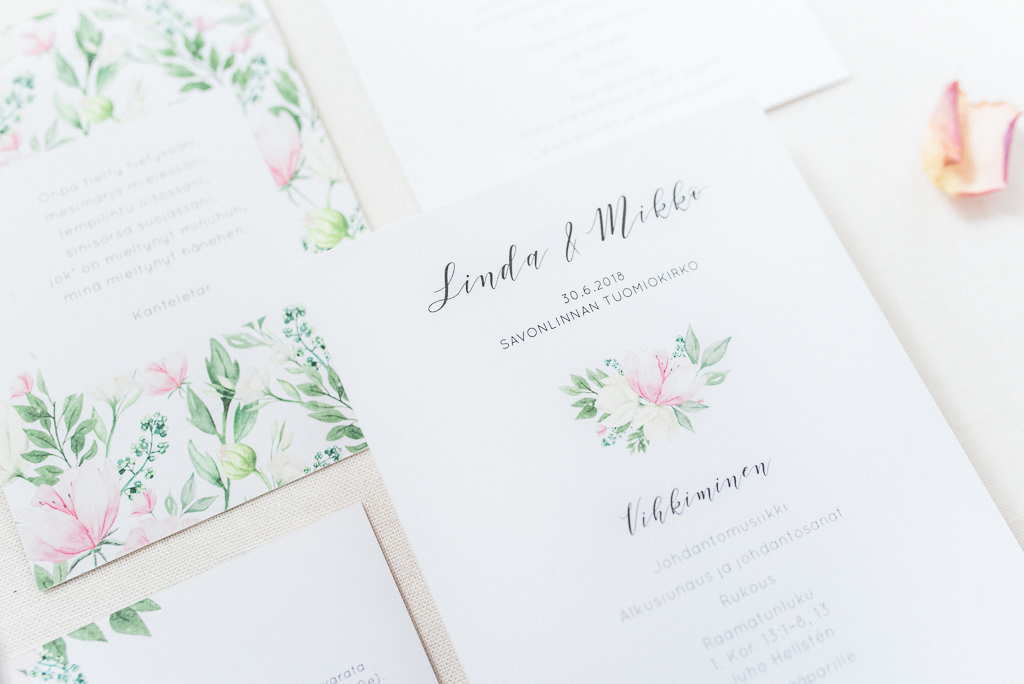 Onpa tietty tietyssäni,
mesimarja mielessäni,
lempilintu liitossani,
sinisorsa suojassani,
jok' on mieltynyt minuhun,
minä mieltynyt hänehen.
Kanteletar
Linda & Mikko
30.6.2018
SAVONLINNAN TUOMIOKIRKO
Vihkiminen
Johdantomusiikki
Alkusiunaus ja johdantosanat
Rukous
Raamatunluku
1. Kor. 13:1-8, 13
Juho Hellstén
varata